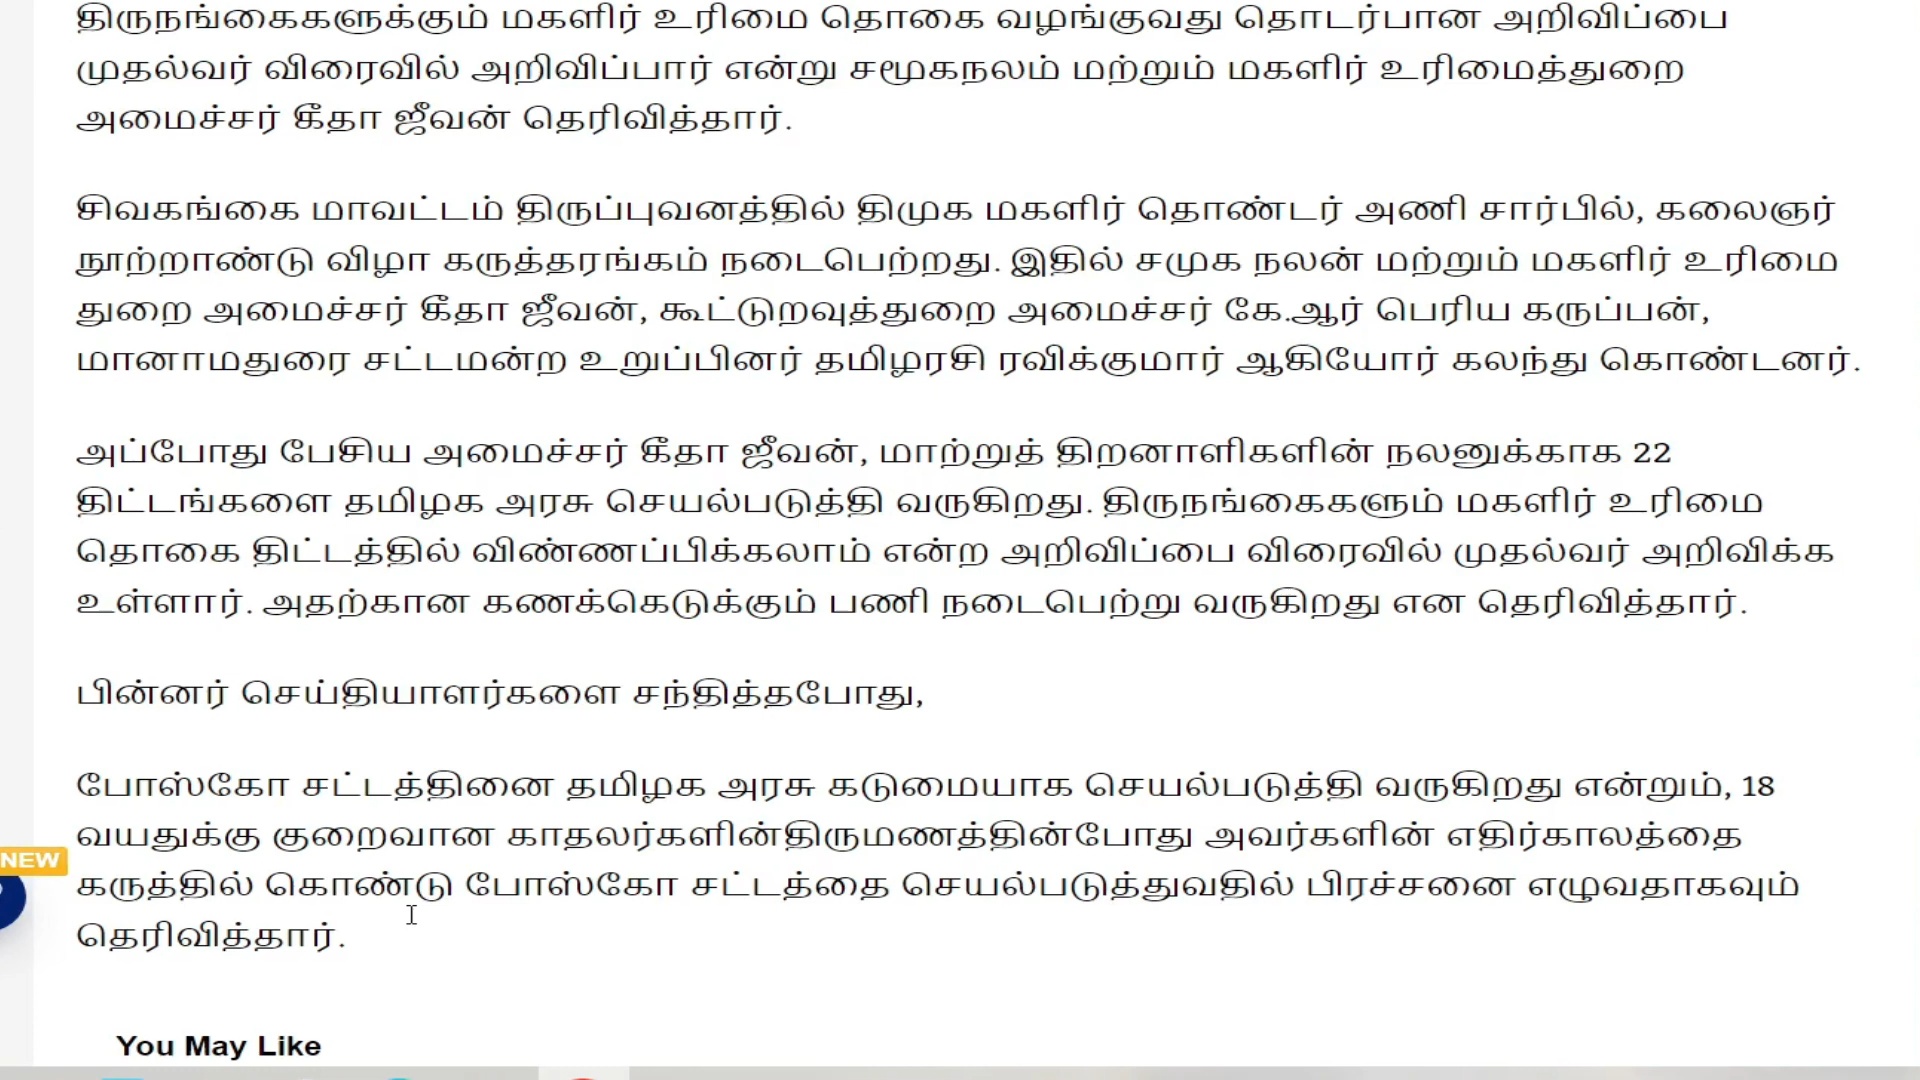 திருநங்கைகளுக்கும் மகளிர் உரிமை தொகை வழங்குவது தொடர்பான அறிவிப்பை
முதல்வர் விரைவில் அறிவிப்பார் என்று சமூகநலம் மற்றும் மகளிர் உரிமைத்துறை
அமைச்சர் கீதா ஜீவன் தெரிவித்தார்.
சிவகங்கை மாவட்டம் திருப்புவனத்தில் திமுக மகளிர் தொண்டர் அணி சார்பில், கலைஞர்
நூற்றாண்டு விழா கருத்தரங்கம் நடைபெற்றது. இதில் சமுக நலன் மற்றும் மகளிர் உரிமை
துறை அமைச்சர் கீதா ஜீவன், கூட்டுறவுத்துறை அமைச்சர் கே.ஆர் பெரிய கருப்பன்,
மானாமதுரை சட்டமன்ற உறுப்பினர் தமிழரசி ரவிக்குமார் ஆகியோர் கலந்து கொண்டனர்.
அப்போது பேசிய அமைச்சர் கீதா ஜீவன், மாற்றுத் திறனாளிகளின் நலனுக்காக 22
திட்டங்களை தமிழக அரசு செயல்படுத்தி வருகிறது. திருநங்கைகளும் மகளிர் உரிமை
தொகை திட்டத்தில் விண்ணப்பிக்கலாம் என்ற அறிவிப்பை விரைவில் முதல்வர் அறிவிக்க
உள்ளார். அதற்கான கணக்கெடுக்கும் பணி நடைபெற்று வருகிறது என தெரிவித்தார்.
பின்னர் செய்தியாளர்களை சந்தித்தபோது,
போஸ்கோ சட்டத்தினை தமிழக அரசு கடுமையாக செயல்படுத்தி வருகிறது என்றும், 18
வயதுக்கு குறைவான காதலர்களின்திருமணத்தின்போது அவர்களின் எதிர்காலத்தை
NEW
கருத்தில் கொண்டு போஸ்கோ சட்டத்தை செயல்படுத்துவதில் பிரச்சனை எழுவதாகவும்
தெரிவித்தார்.
You May Like